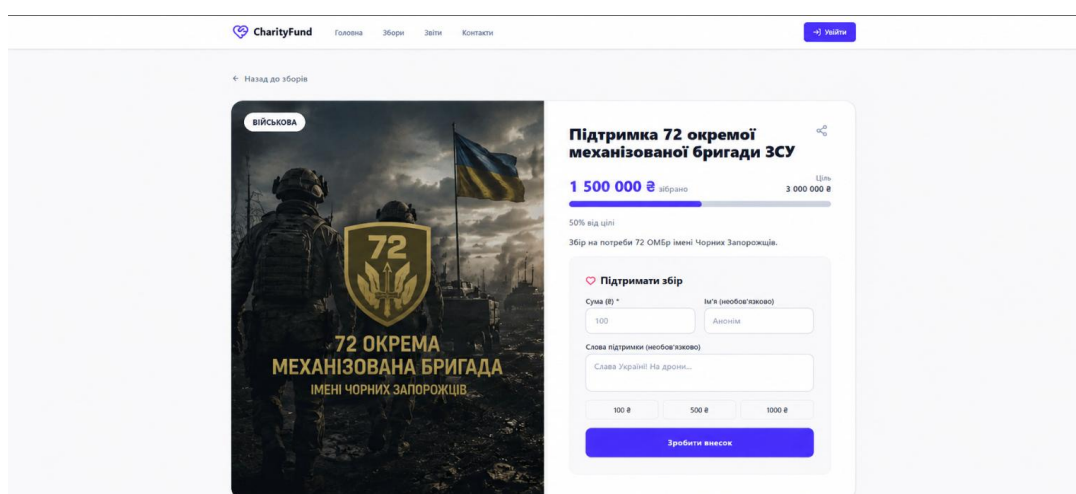 CharityFund
Головна
Збори
Звіти
Контакти
Увійти
← Назад до зборів
ВІЙСЬКОВА
72
72 ОКРЕМА
МЕХАНІЗОВАНА БРИГАДА
ІМЕНІ ЧОРНИХ ЗАПОРОЖЦІВ
Підтримка 72 окремої
механізованої бригади ЗСУ
1 500 000 ₴ зібрано
Ціль
3 000 000 ₴
50% від цілі
Збір на потреби 72 ОМБр імені Чорних Запорожців.
Підтримати збір
Сума (₴) *
Ім'я (необов'язково)
100
Анонім
Слова підтримки (необов'язково)
Слава Україні! На дрони...
100 ₴
500 ₴
1000 ₴
Зробити внесок